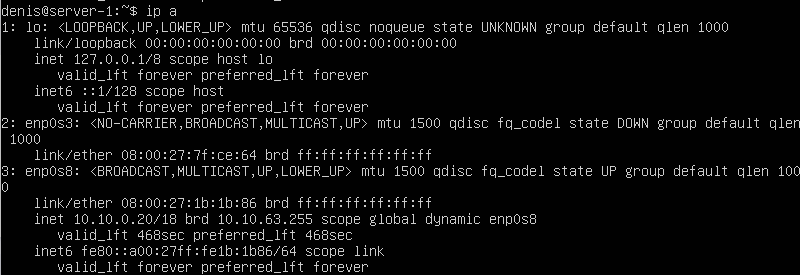 denis@server-1:~$ ip a
1: lo: <LOOPBACK,UP,LOWER_UP> mtu 65536 qdisc noqueue state UNKNOWN group default qlen 1000
link/loopback 00:00:00:00:00:00 brd 00:00:00:00:00:00
inet 127.0.0.1/8 scope host lo
valid_lft forever preferred_lft forever
inet6 ::1/128 scope host
valid_lft forever preferred_lft forever
2: enp0s3: <NO-CARRIER,BROADCAST,MULTICAST,UP> mtu 1500 qdisc fq_codel state DOWN group default qlen
1000
link/ether 08:00:27:7f:ce:64 brd ff:ff:ff:ff:ff:ff
3: enp0s8: <BROADCAST,MULTICAST,UP,LOWER_UP> mtu 1500 qdisc fq_codel state UP group default qlen 100
0
link/ether 08:00:27:1b:1b:86 brd ff:ff:ff:ff:ff:ff
inet 10.10.0.20/18 brd 10.10.63.255 scope global dynamic enp0s8
valid_lft 468sec preferred_lft 468sec
inet6 fe80::a00:27ff:fe1b:1b86/64 scope link
valid_lft forever preferred_lft forever